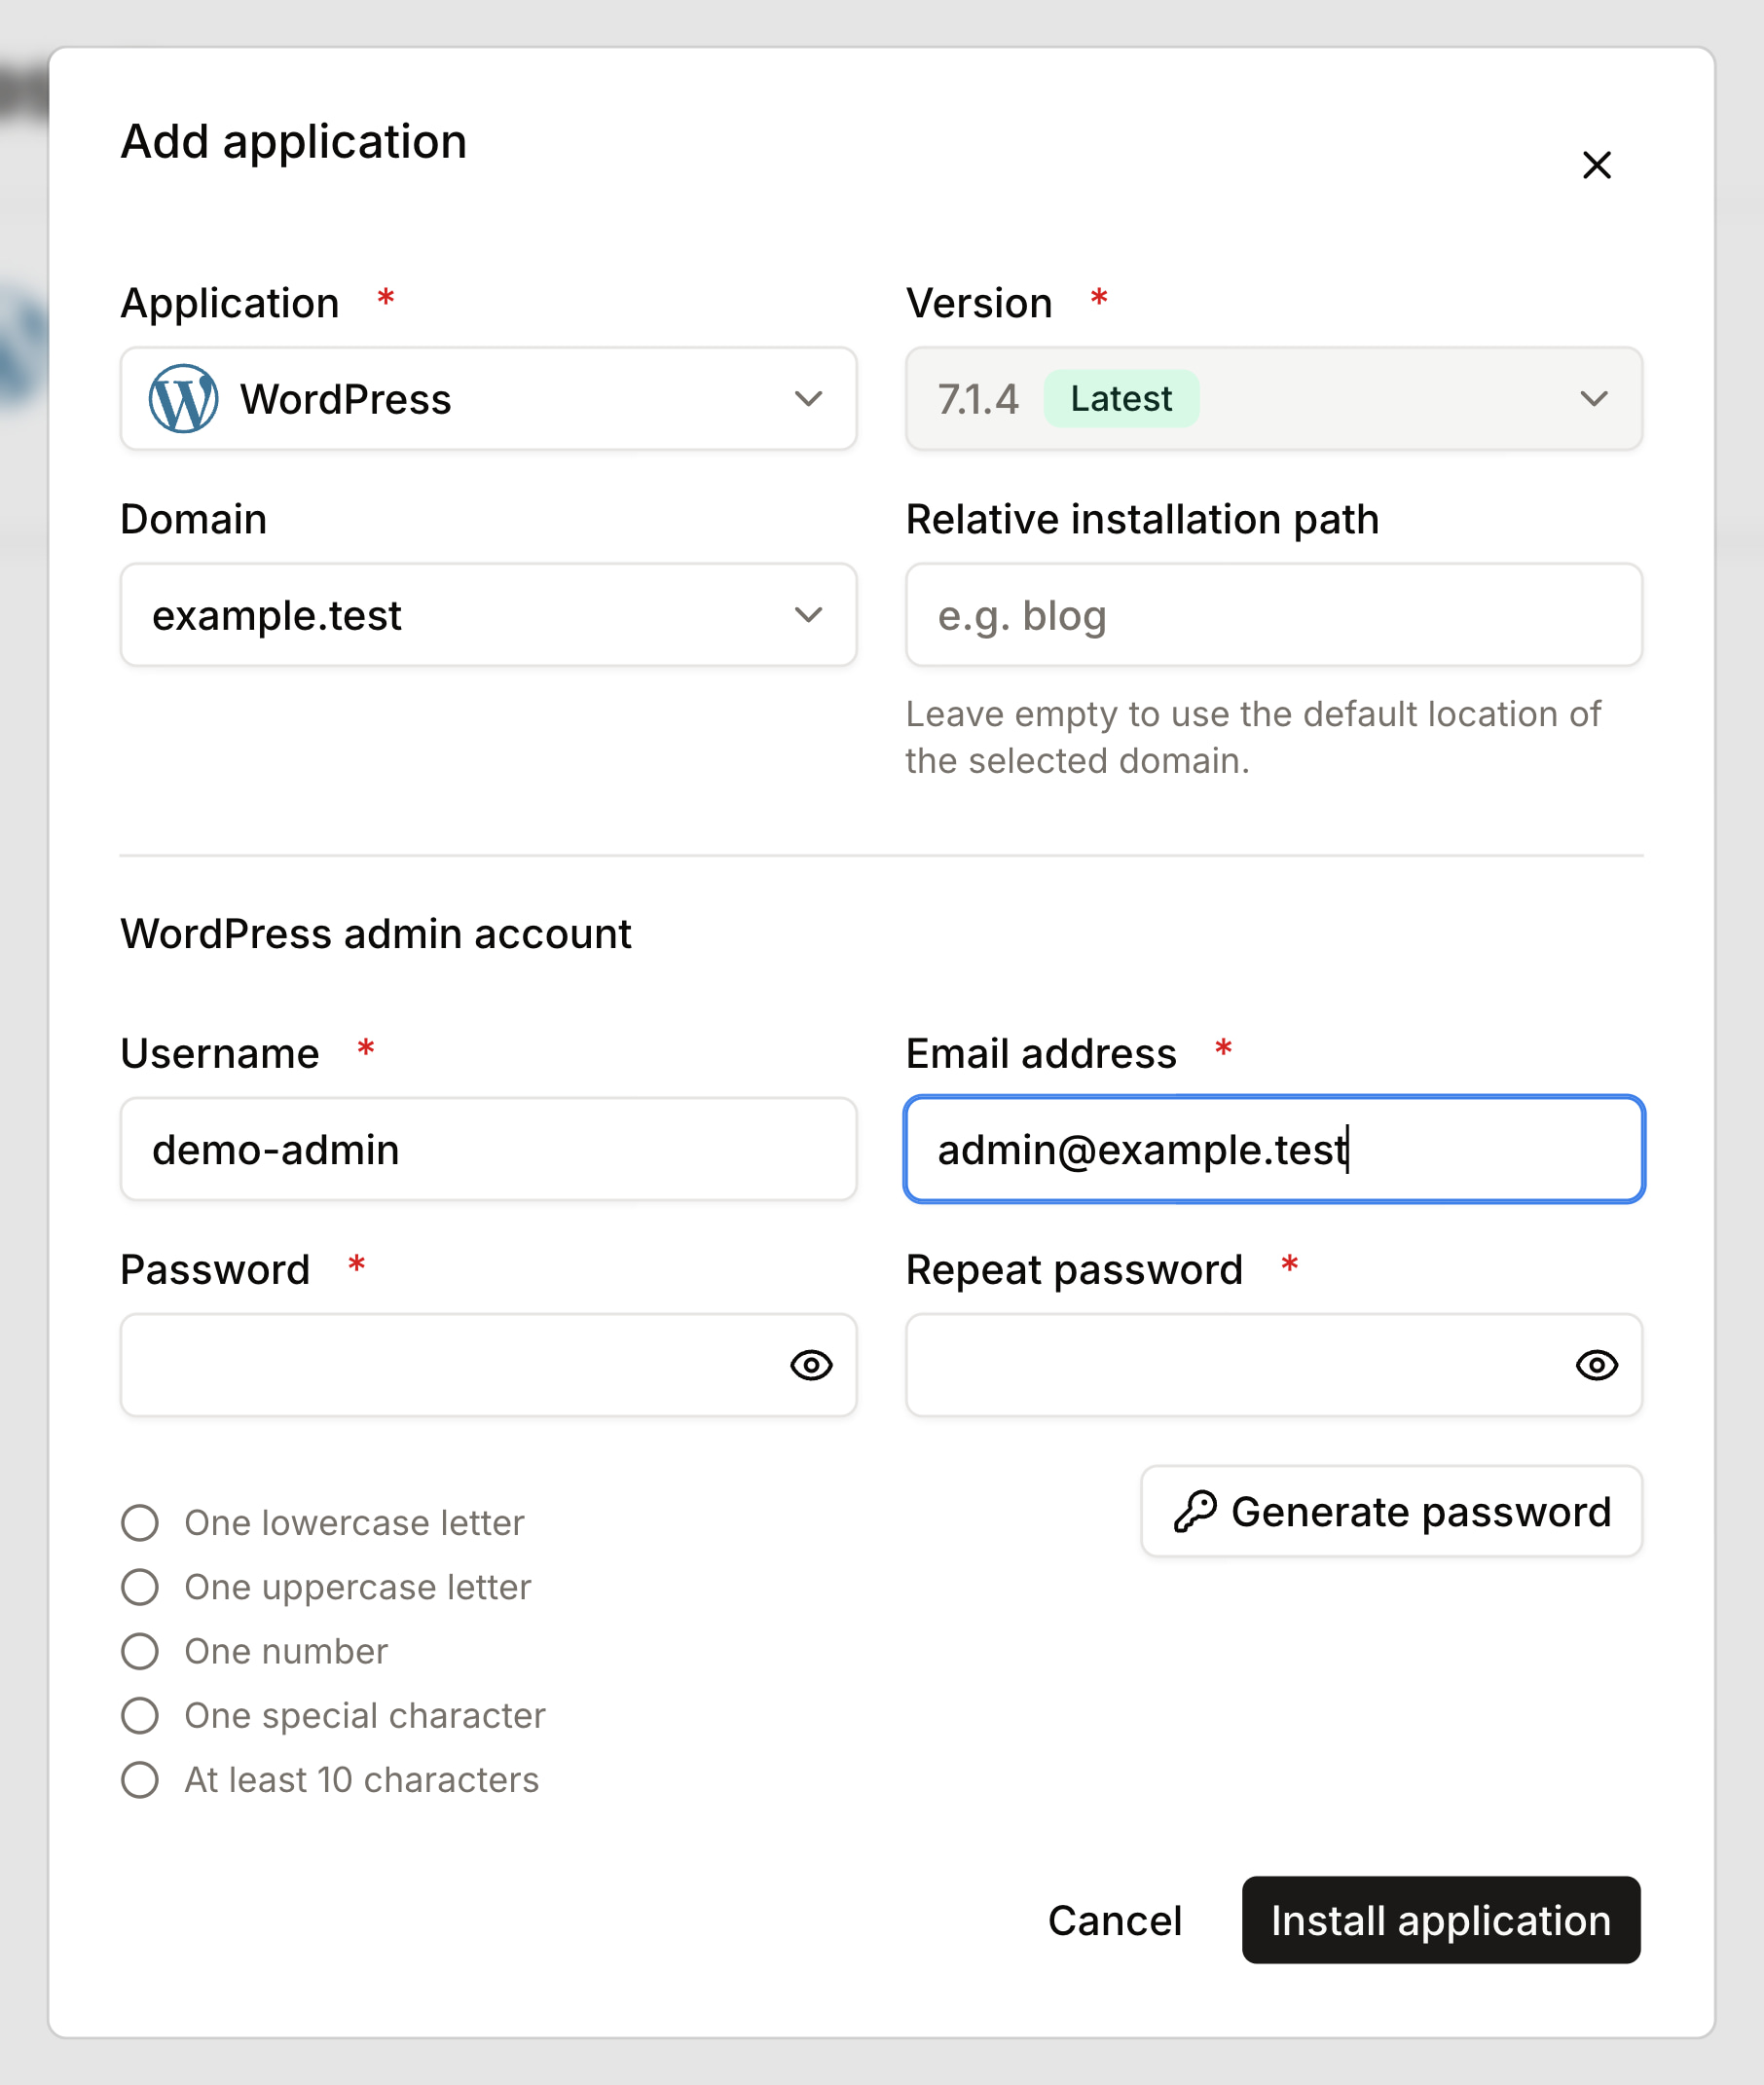 Add application
Application *
Version *
WordPress
7.1.4 Latest
Domain
Relative installation path
example.test
e.g. blog
Leave empty to use the default location of
the selected domain.
WordPress admin account
Username *
Email address *
demo-admin
admin@example.test
Password *
Repeat password *
Generate password
One lowercase letter
One uppercase letter
One number
One special character
At least 10 characters
Cancel
Install application